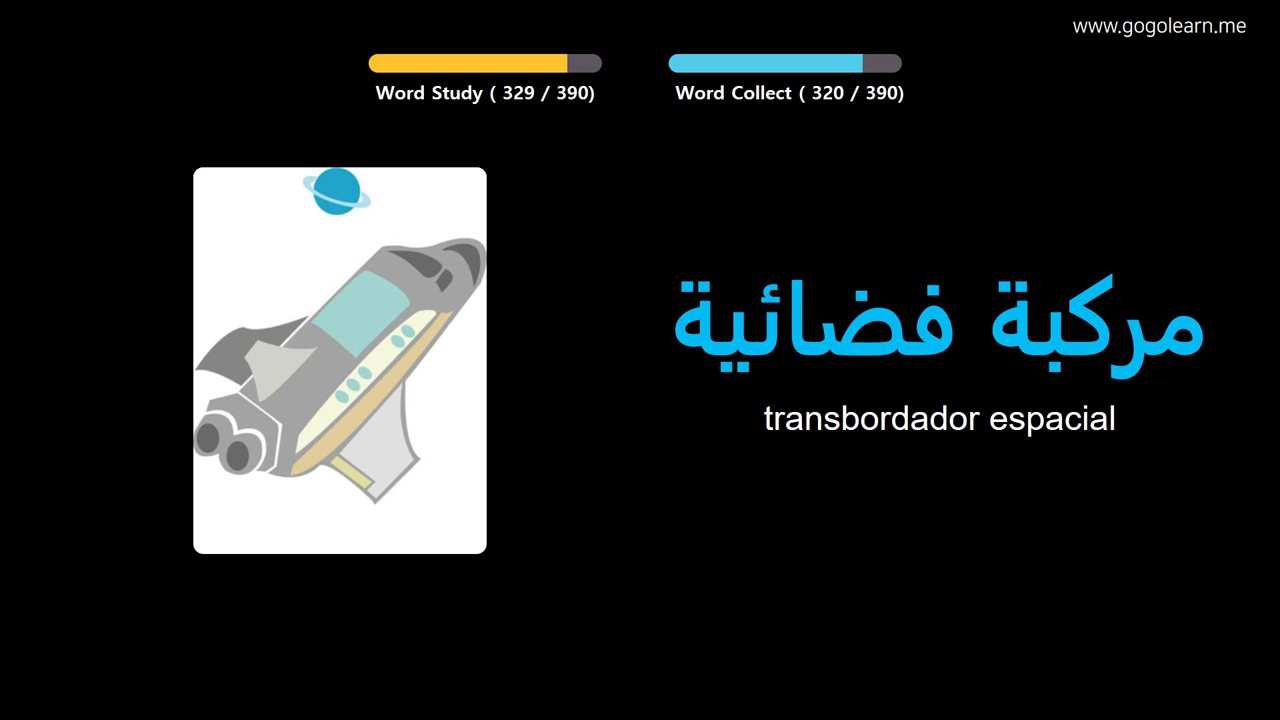 www.gogolearn.me
Word Study ( 329 / 390)
Word Collect ( 320 / 390)
مركبة فضائية
transbordador espacial